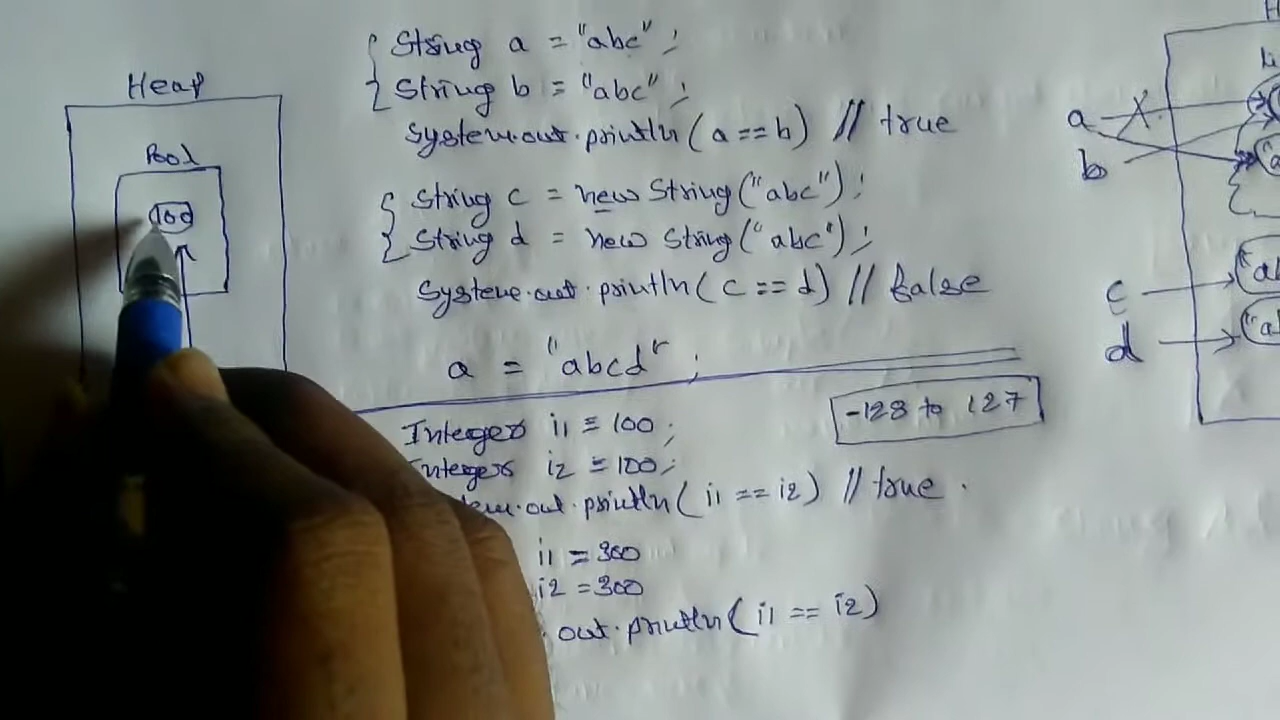 Heap
Pool
100
String a = "abc";
String b = "abc";
System.out.println(a==b) // true
String c = new String("abc");
String d = new String("abc");
System.out.println(c==d) // false
a = "abcd";
-128 to 127
Integer i1 = 100;
Integer i2 = 100;
out.println(i1 == i2) // true.
i1 = 300
i2 = 300
out.println(i1 == i2)
a
b
c
d
"ab
"a